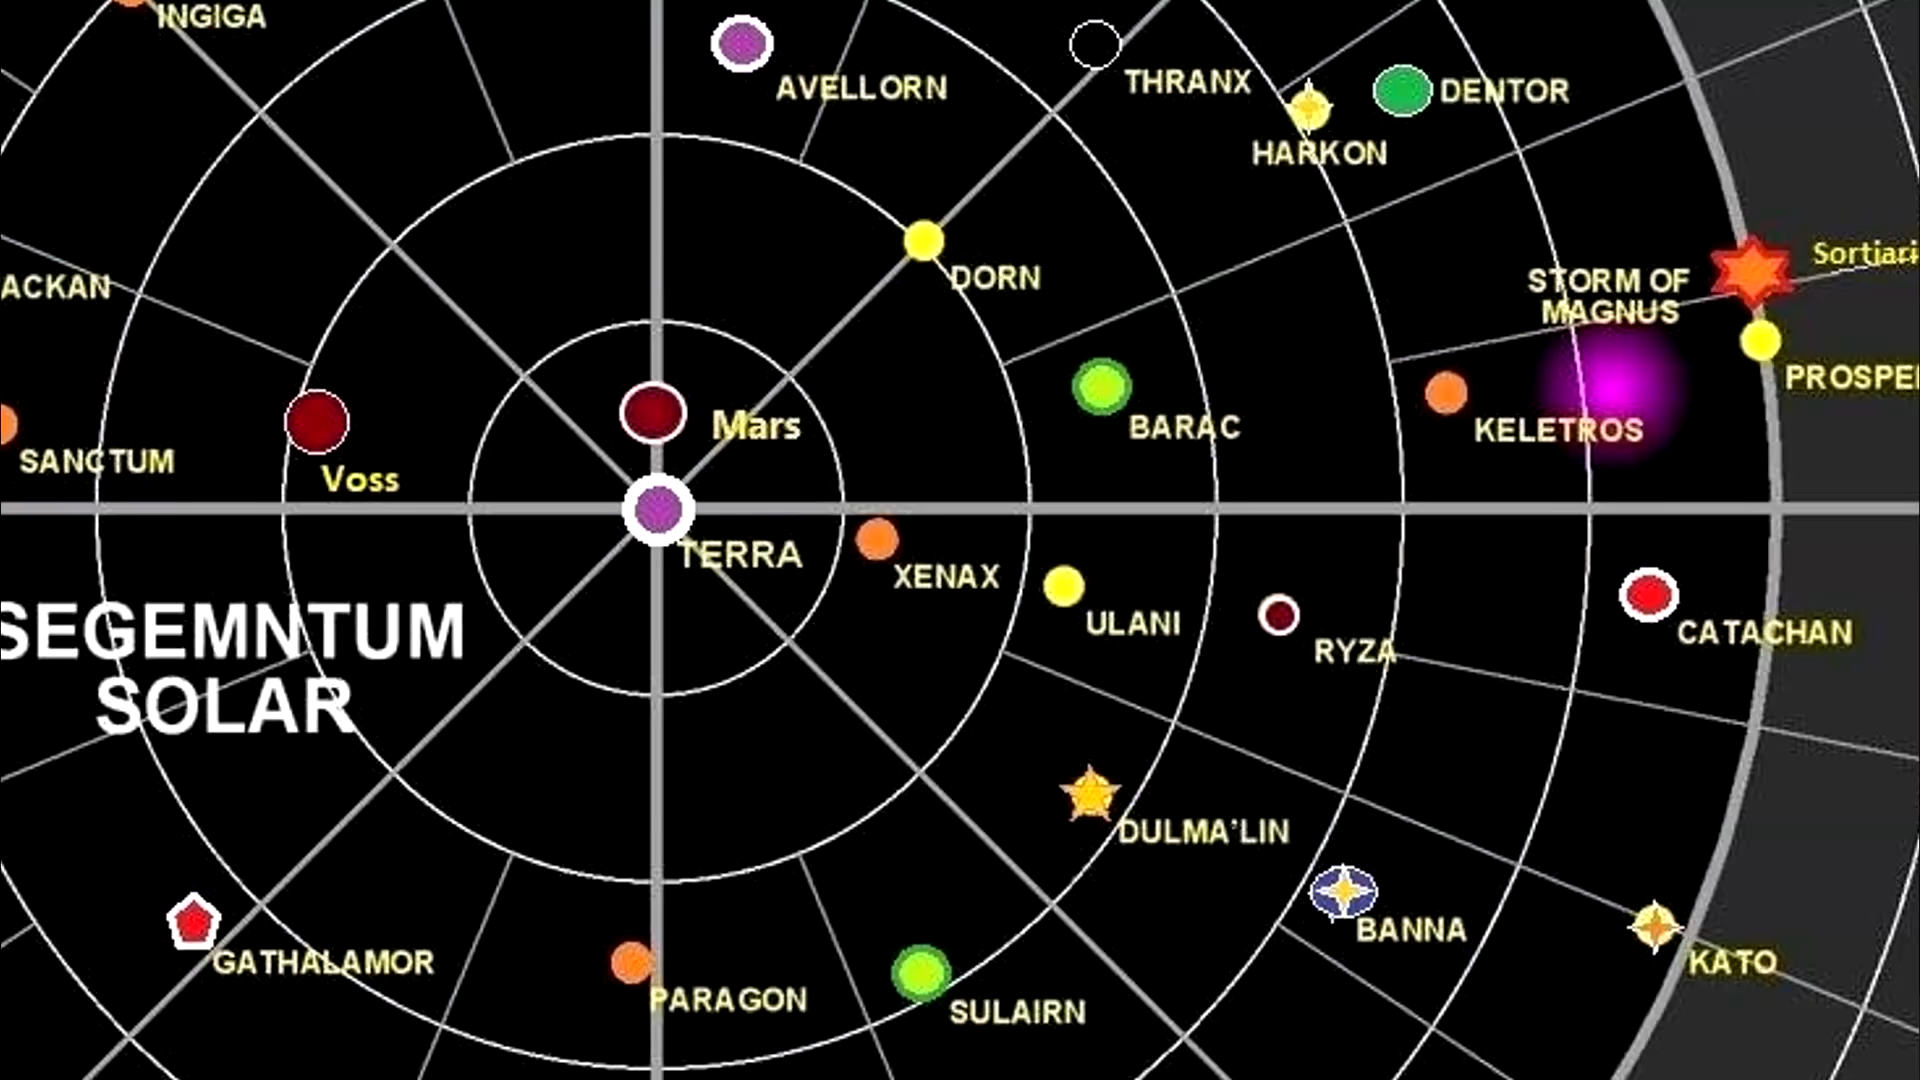 INGIGA
AVELLORN
THRANX
DENTOR
HARKON
ACKAN
DORN
STORM OF
MAGNUS
Sortiari
PROSPE
Mars
BARAC
KELETROS
SANCTUM
Voss
TERRA
XENAX
ULANI
RYZA
CATACHAN
SEGEMNTUM
SOLAR
DULMA'LIN
BANNA
KATO
GATHALAMOR
PARAGON
SULAIRN